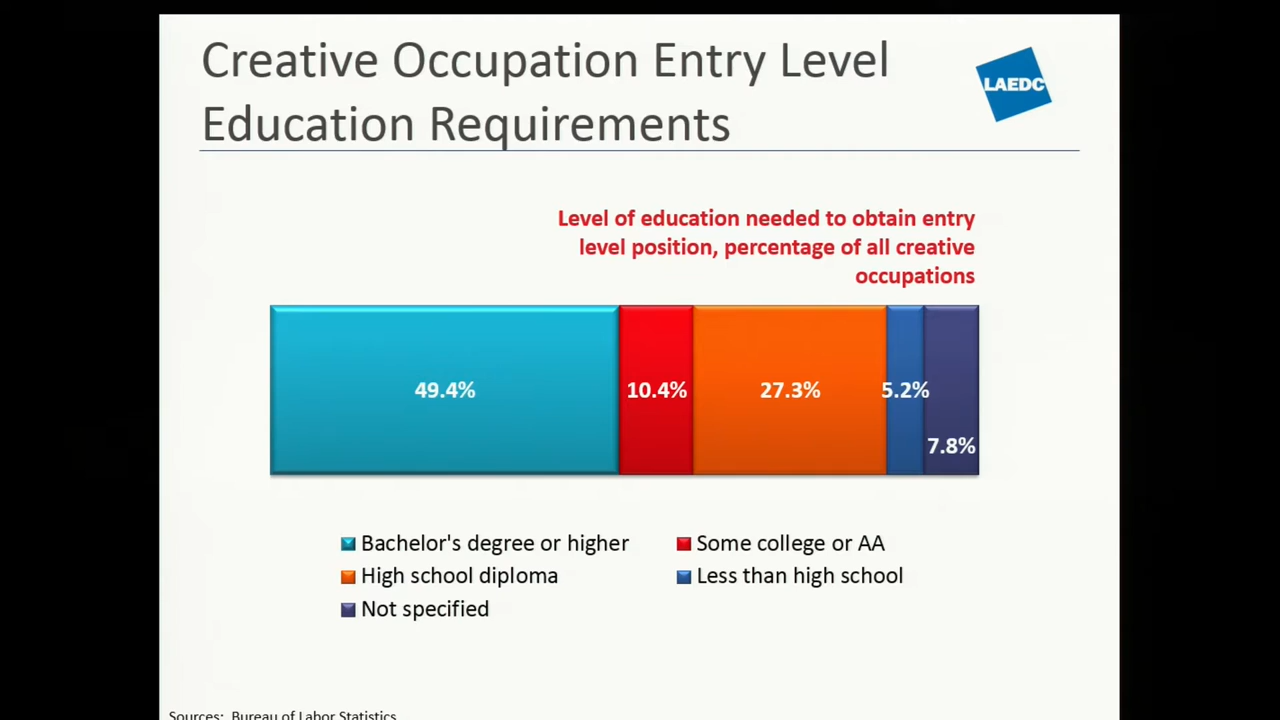 Creative Occupation Entry Level
Education Requirements
LAEDC
Level of education needed to obtain entry
level position, percentage of all creative
occupations
49.4%
10.4%
27.3%
5.2%
7.8%
Bachelor's degree or higher
Some college or AA
High school diploma
Less than high school
Not specified
Sources: Bureau of Labor Statistics